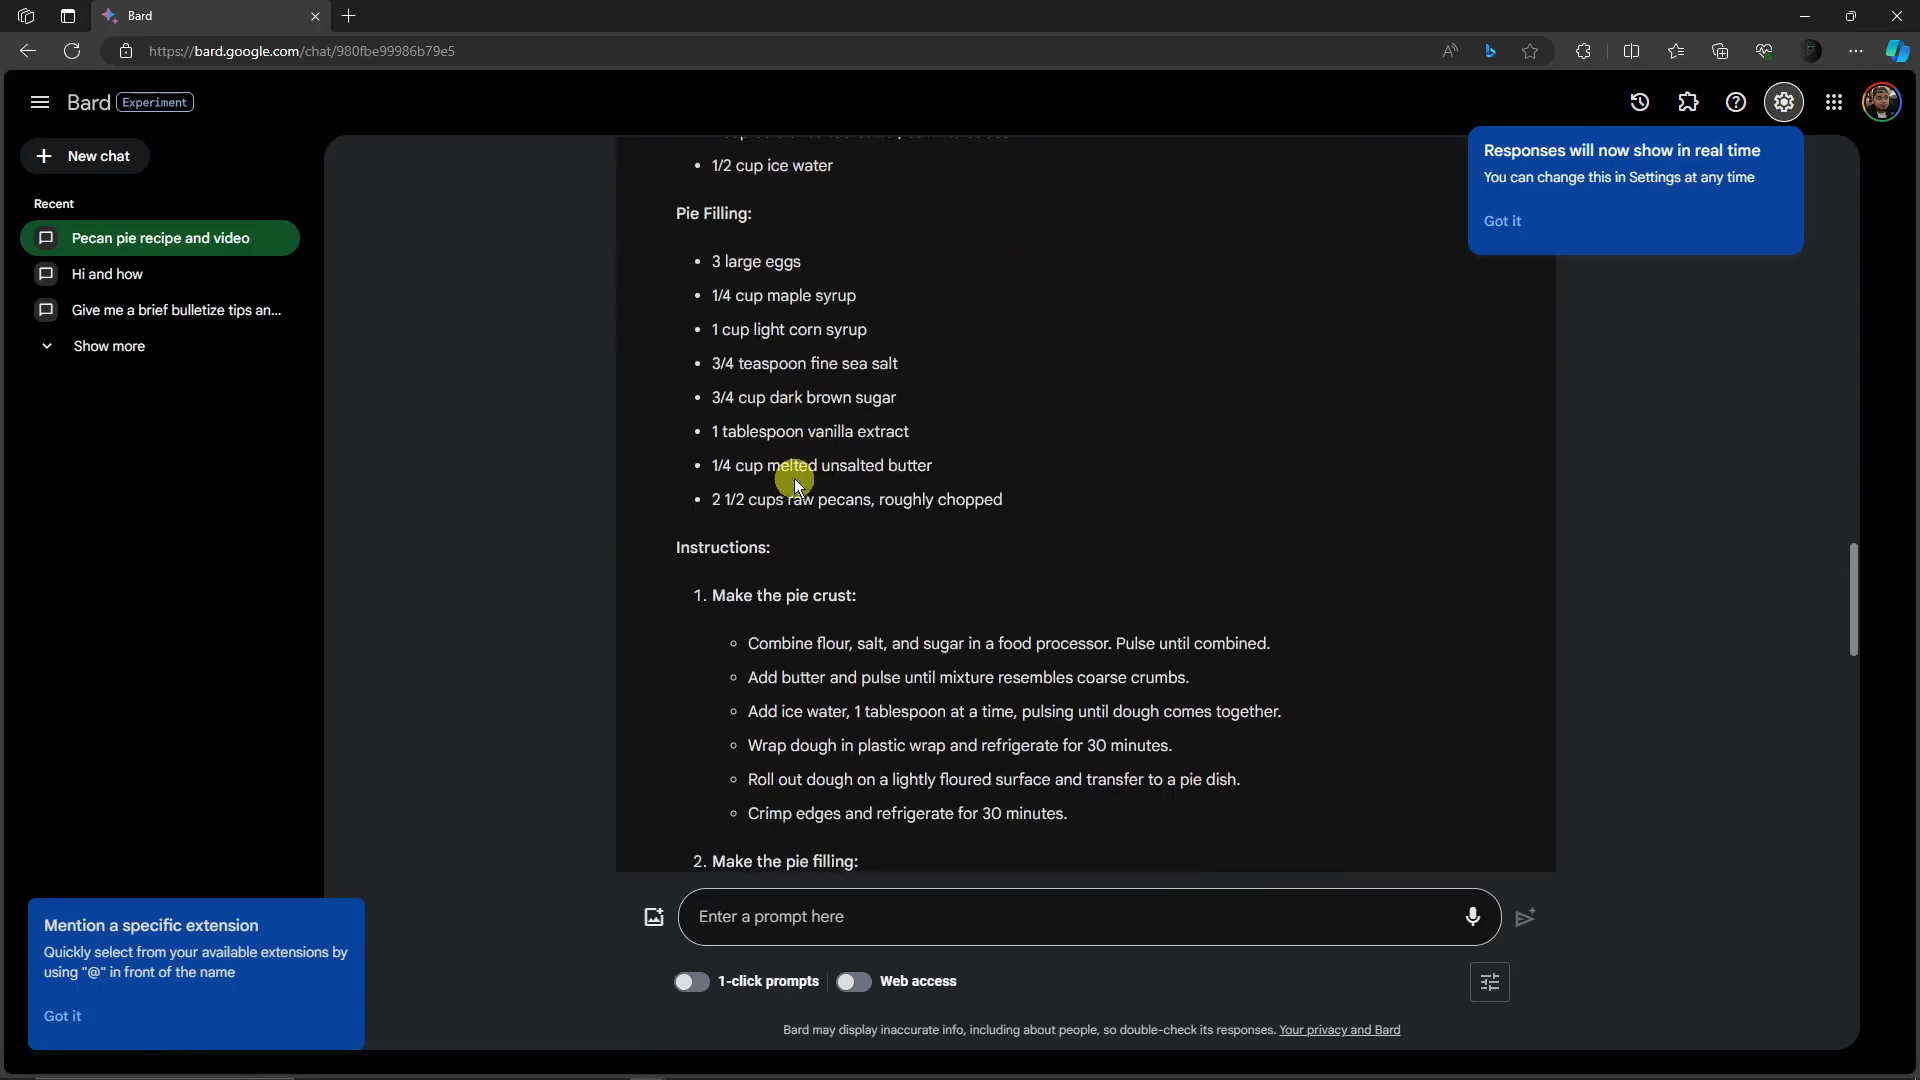 Bard
https://bard.google.com/chat/980fbe99986b79e5
Bard Experiment
New chat
Recent
Pecan pie recipe and video
Hi and how
Give me a brief bulletize tips an...
Show more
• 1/2 cup ice water
Pie Filling:
• 3 large eggs
• 1/4 cup maple syrup
• 1 cup light corn syrup
• 3/4 teaspoon fine sea salt
• 3/4 cup dark brown sugar
• 1 tablespoon vanilla extract
• 1/4 cup melted unsalted butter
• 2 1/2 cups raw pecans, roughly chopped
Instructions:
1. Make the pie crust:
◦ Combine flour, salt, and sugar in a food processor. Pulse until combined.
◦ Add butter and pulse until mixture resembles coarse crumbs.
◦ Add ice water, 1 tablespoon at a time, pulsing until dough comes together.
◦ Wrap dough in plastic wrap and refrigerate for 30 minutes.
◦ Roll out dough on a lightly floured surface and transfer to a pie dish.
◦ Crimp edges and refrigerate for 30 minutes.
2. Make the pie filling:
Responses will now show in real time
You can change this in Settings at any time
Got it
Mention a specific extension
Quickly select from your available extensions by
using "@" in front of the name
Got it
Enter a prompt here
1-click prompts
Web access
Bard may display inaccurate info, including about people, so double-check its responses. Your privacy and Bard